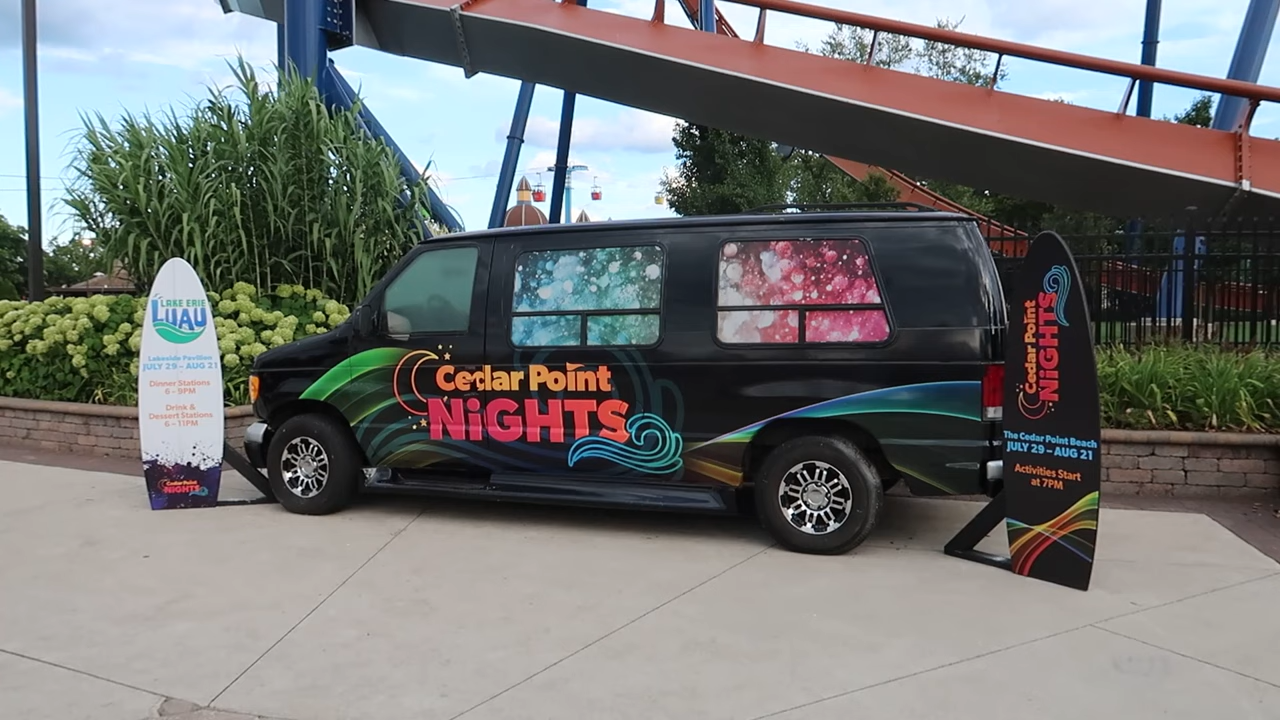 LAKE ERIE
LUAU
Lakeside Pavilion
JULY 29 – AUG 21
Dinner Stations
6 – 9PM
Drink &
Dessert Stations
6 – 11PM
Cedar Point
NiGHTS
Cedar Point
NiGHTS
Cedar Point
NiGHTS
The Cedar Point Beach
JULY 29 – AUG 21
Activities Start
at 7PM